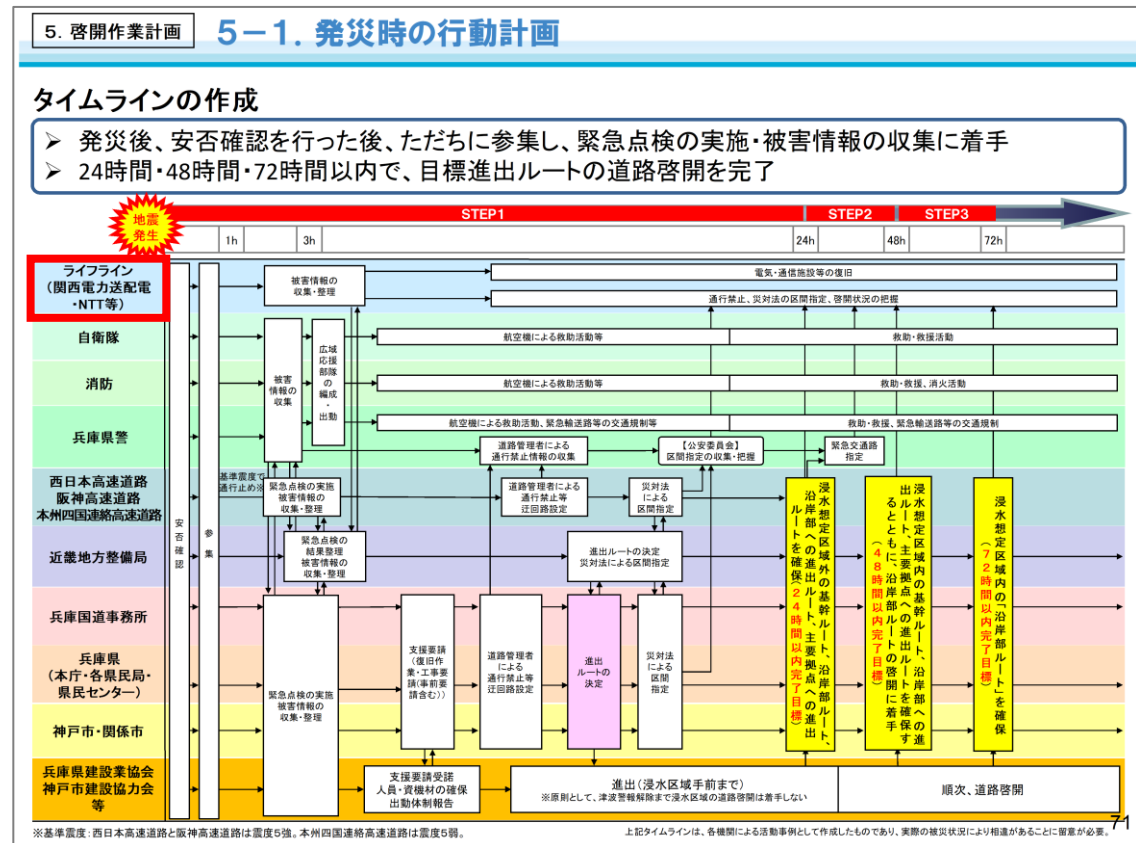 5．啓開作業計画
5－1．発災時の行動計画
タイムラインの作成
➢ 発災後、安否確認を行った後、ただちに参集し、緊急点検の実施・被害情報の収集に着手
➢ 24時間・48時間・72時間以内で、目標進出ルートの道路啓開を完了
地震
発生
STEP1
STEP2
STEP3
1h
3h
24h
48h
72h
安否確認
参集
ライフライン
（関西電力送配電
・NTT等）
被害情報の
収集・整理
電気・通信施設等の復旧
通行禁止、災対法の区間指定、啓開状況の把握
自衛隊
被害
情報の
収集
広域
応援
部隊
の
編成
・
出動
航空機による救助活動等
救助・救援活動
消防
航空機による救助活動等
救助・救援、消火活動
兵庫県警
航空機による救助活動、緊急輸送路等の交通規制等
救助・救援、緊急輸送路等の交通規制
道路管理者による
通行禁止情報の収集
【公安委員会】
区間指定の収集・把握
緊急交通路
指定
西日本高速道路
阪神高速道路
本州四国連絡高速道路
基準震度で
通行止め※
緊急点検の実施
被害情報の
収集・整理
道路管理者による
通行禁止等
迂回路設定
災対法
による
区間指定
近畿地方整備局
緊急点検の
結果整理
被害情報の
収集・整理
進出ルートの決定
災対法による区間指定
兵庫国道事務所
兵庫県
（本庁・各県民局・
県民センター）
神戸市・関係市
緊急点検の実施
被害情報の
収集・整理
支援要請
（復旧作
業・工事要
請（事前要
請含む））
道路管理者
による
通行禁止等
迂回路設定
進出
ルートの
決定
災対法
による
区間
指定
浸水想定区域外の基幹ルート、沿岸部ルート、
沿岸部への進出ルート、主要拠点への進出
ルートを確保（24時間以内完了目標）
浸水想定区域内の基幹ルート、沿岸部への進
出ルート、主要拠点への進出ルートを確保す
るとともに、沿岸部ルートの啓開に着手
（48時間以内完了目標）
浸水想定区域内の「沿岸部ルート」を確保
（72時間以内完了目標）
兵庫県建設業協会
神戸市建設協力会
等
支援要請受諾
人員・資機材の確保
出動体制報告
進出（浸水区域手前まで）
※原則として、津波警報解除まで浸水区域の道路啓開は着手しない
順次、道路啓開
※基準震度：西日本高速道路と阪神高速道路は震度5強。本州四国連絡高速道路は震度5弱。
上記タイムラインは、各機関による活動事例として作成したものであり、実際の被災状況により相違があることに留意が必要。
71